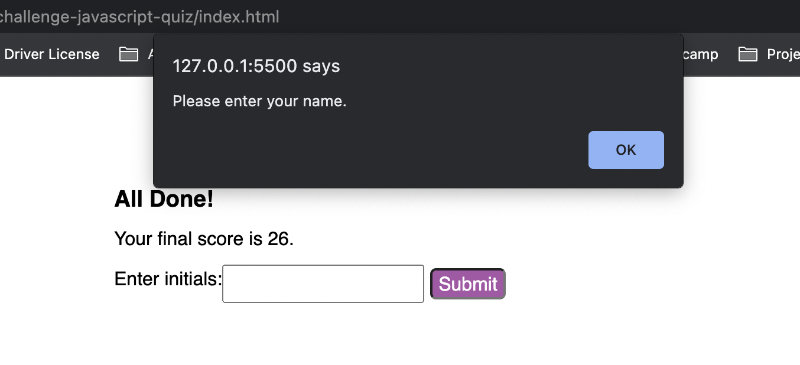 challenge-javascript-quiz/index.html
Driver License
camp
127.0.0.1:5500 says
Please enter your name.
OK
All Done!
Your final score is 26.
Enter initials:
Submit